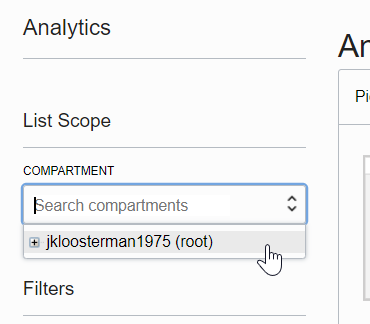 Analytics
An
Pi
List Scope
COMPARTMENT
Search compartments
jkloosterman1975 (root)
Filters